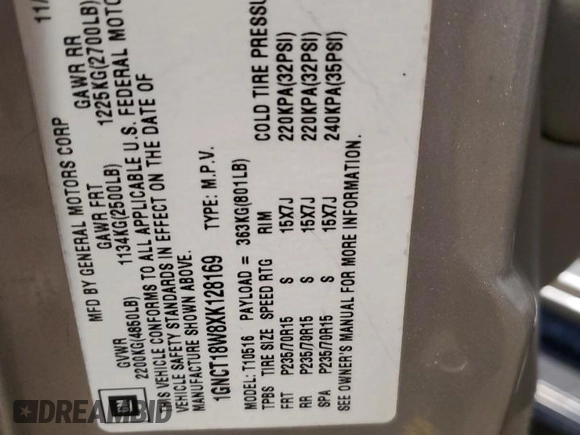 11/
MFD BY GENERAL MOTORS CORP
GVWR GAWR FRT GAWR RR
2200KG(4850LB) 1134KG(2500LB) 1225KG(2700LB)
THIS VEHICLE CONFORMS TO ALL APPLICABLE U.S. FEDERAL MOTO
VEHICLE SAFETY STANDARDS IN EFFECT ON THE DATE OF
MANUFACTURE SHOWN ABOVE.
1GNCT18W8XK128169 TYPE: M.P.V.
MODEL: T10516 PAYLOAD = 363KG(801LB)
TPBS TIRE SIZE SPEED RTG RIM COLD TIRE PRESSU
FRT P235/70R15 S 15X7J 220KPA(32PSI)
RR P235/70R15 S 15X7J 220KPA(32PSI)
SPA P235/70R15 S 15X7J 240KPA(35PSI)
SEE OWNER'S MANUAL FOR MORE INFORMATION.
GM
DREAMBID